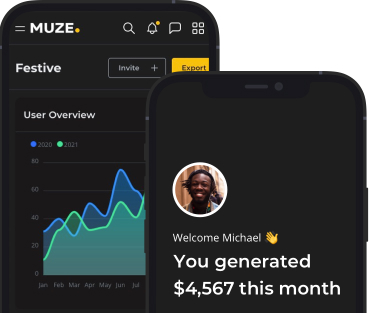 MUZE.
Festive
Invite +
Export
User Overview
2020 2021
80
60
40
20
0
Jan Feb Mar Apr May Jun Jul
Welcome Michael 👋
You generated
$4,567 this month